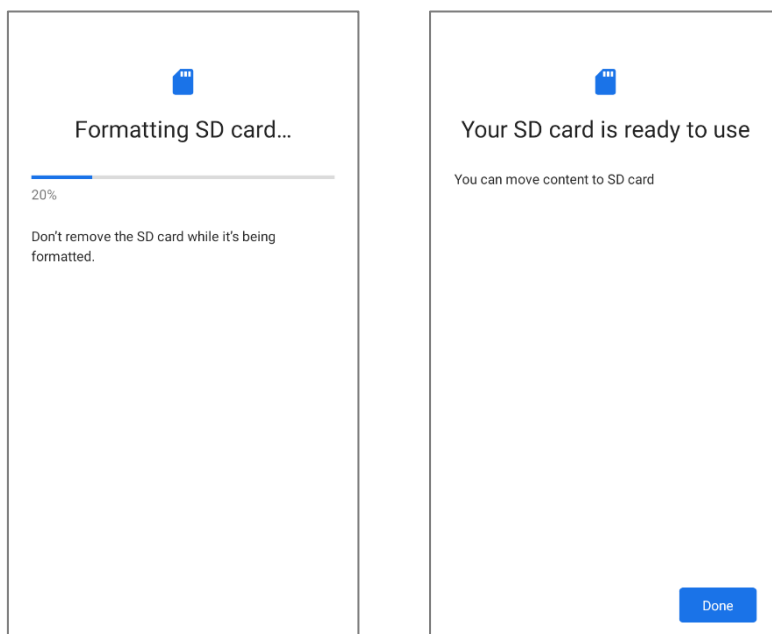 Formatting SD card…
20%
Don't remove the SD card while it's being
formatted.
Your SD card is ready to use
You can move content to SD card
Done